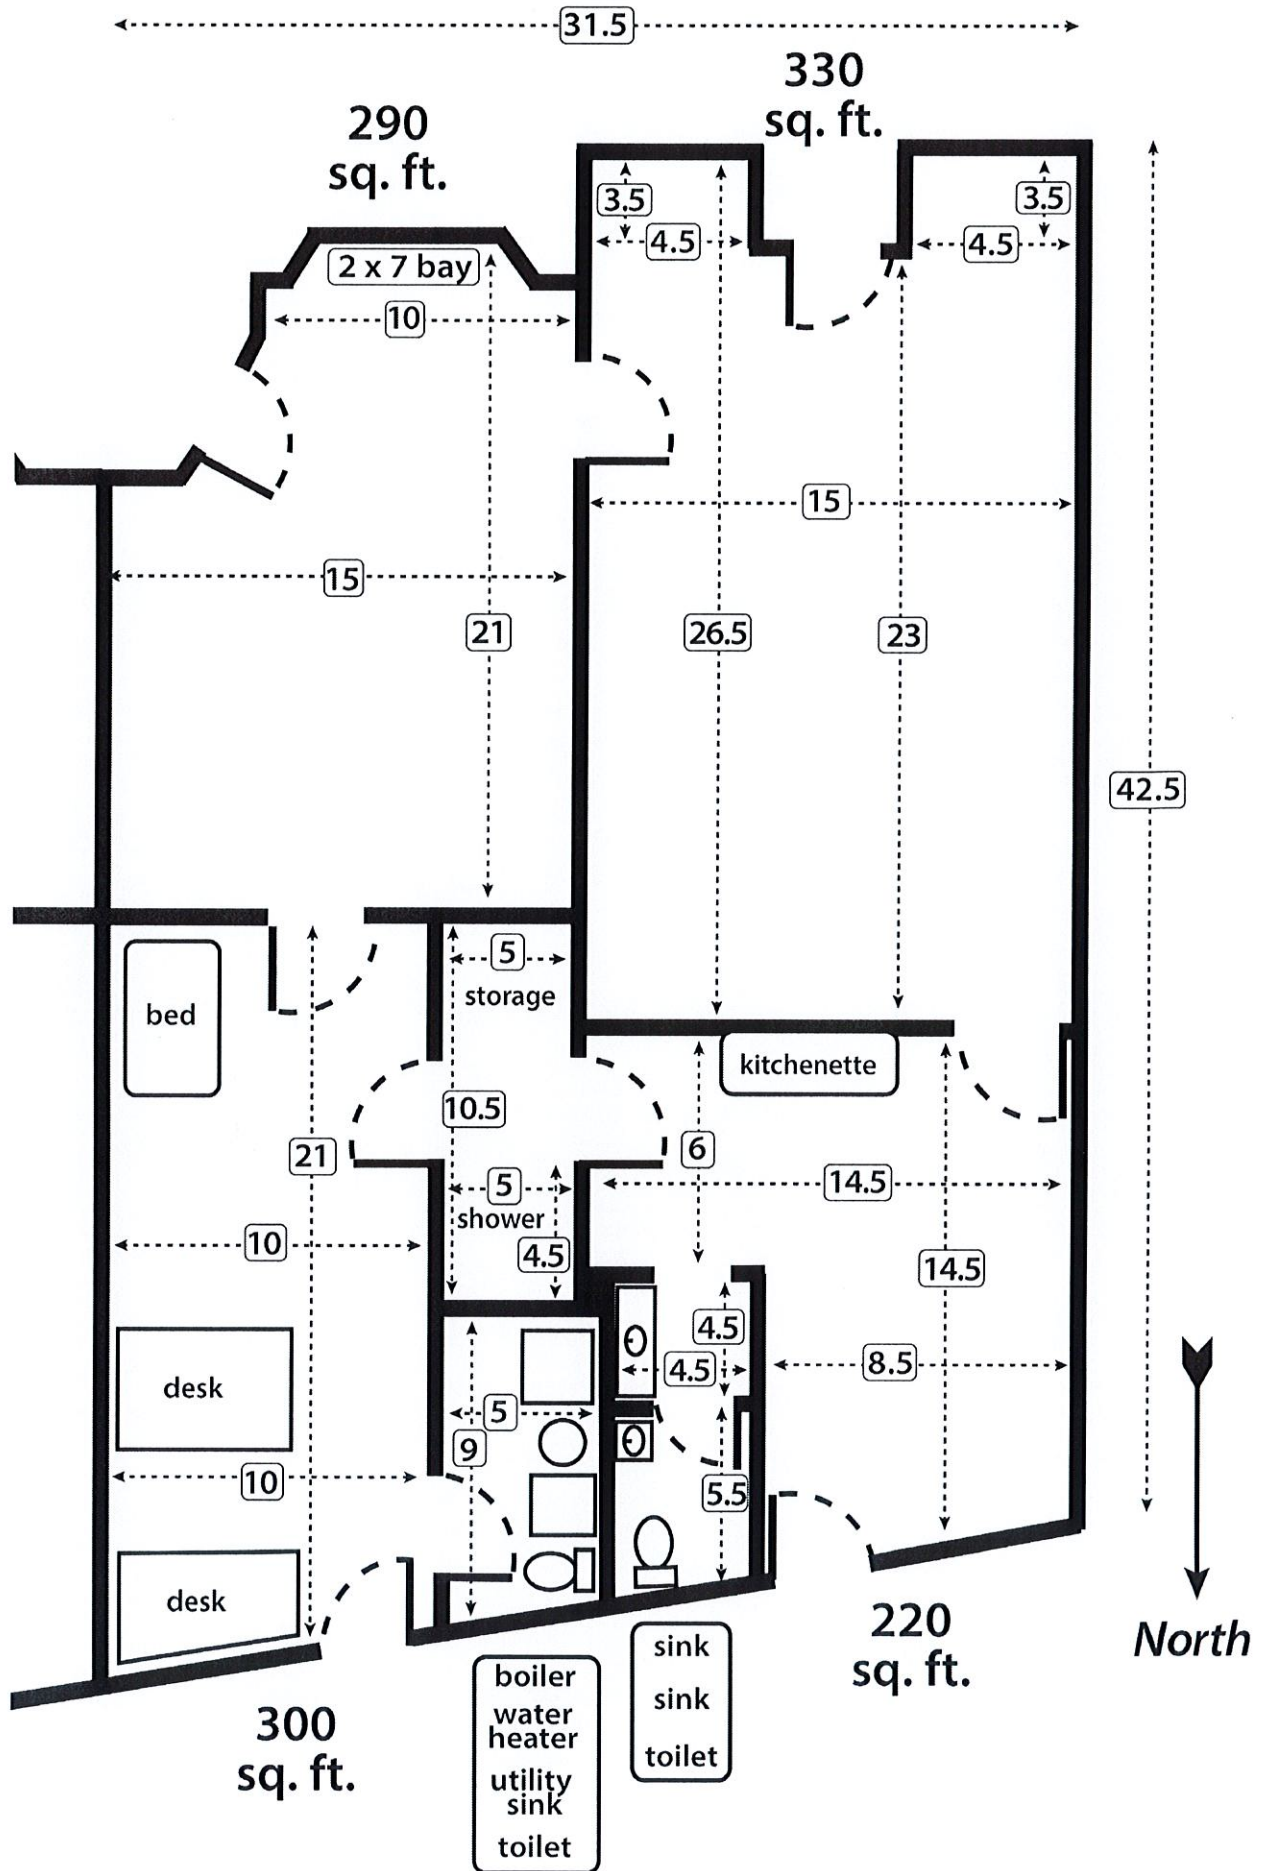 31.5
330
sq. ft.
290
sq. ft.
3.5
3.5
4.5
4.5
2 x 7 bay
10
15
15
21
26.5
23
42.5
5
storage
bed
kitchenette
10.5
6
21
14.5
5
shower
10
4.5
14.5
4.5
4.5
8.5
desk
5
9
10
5.5
desk
220
sq. ft.
North
sink
sink
toilet
boiler
water
heater
utility
sink
toilet
300
sq. ft.